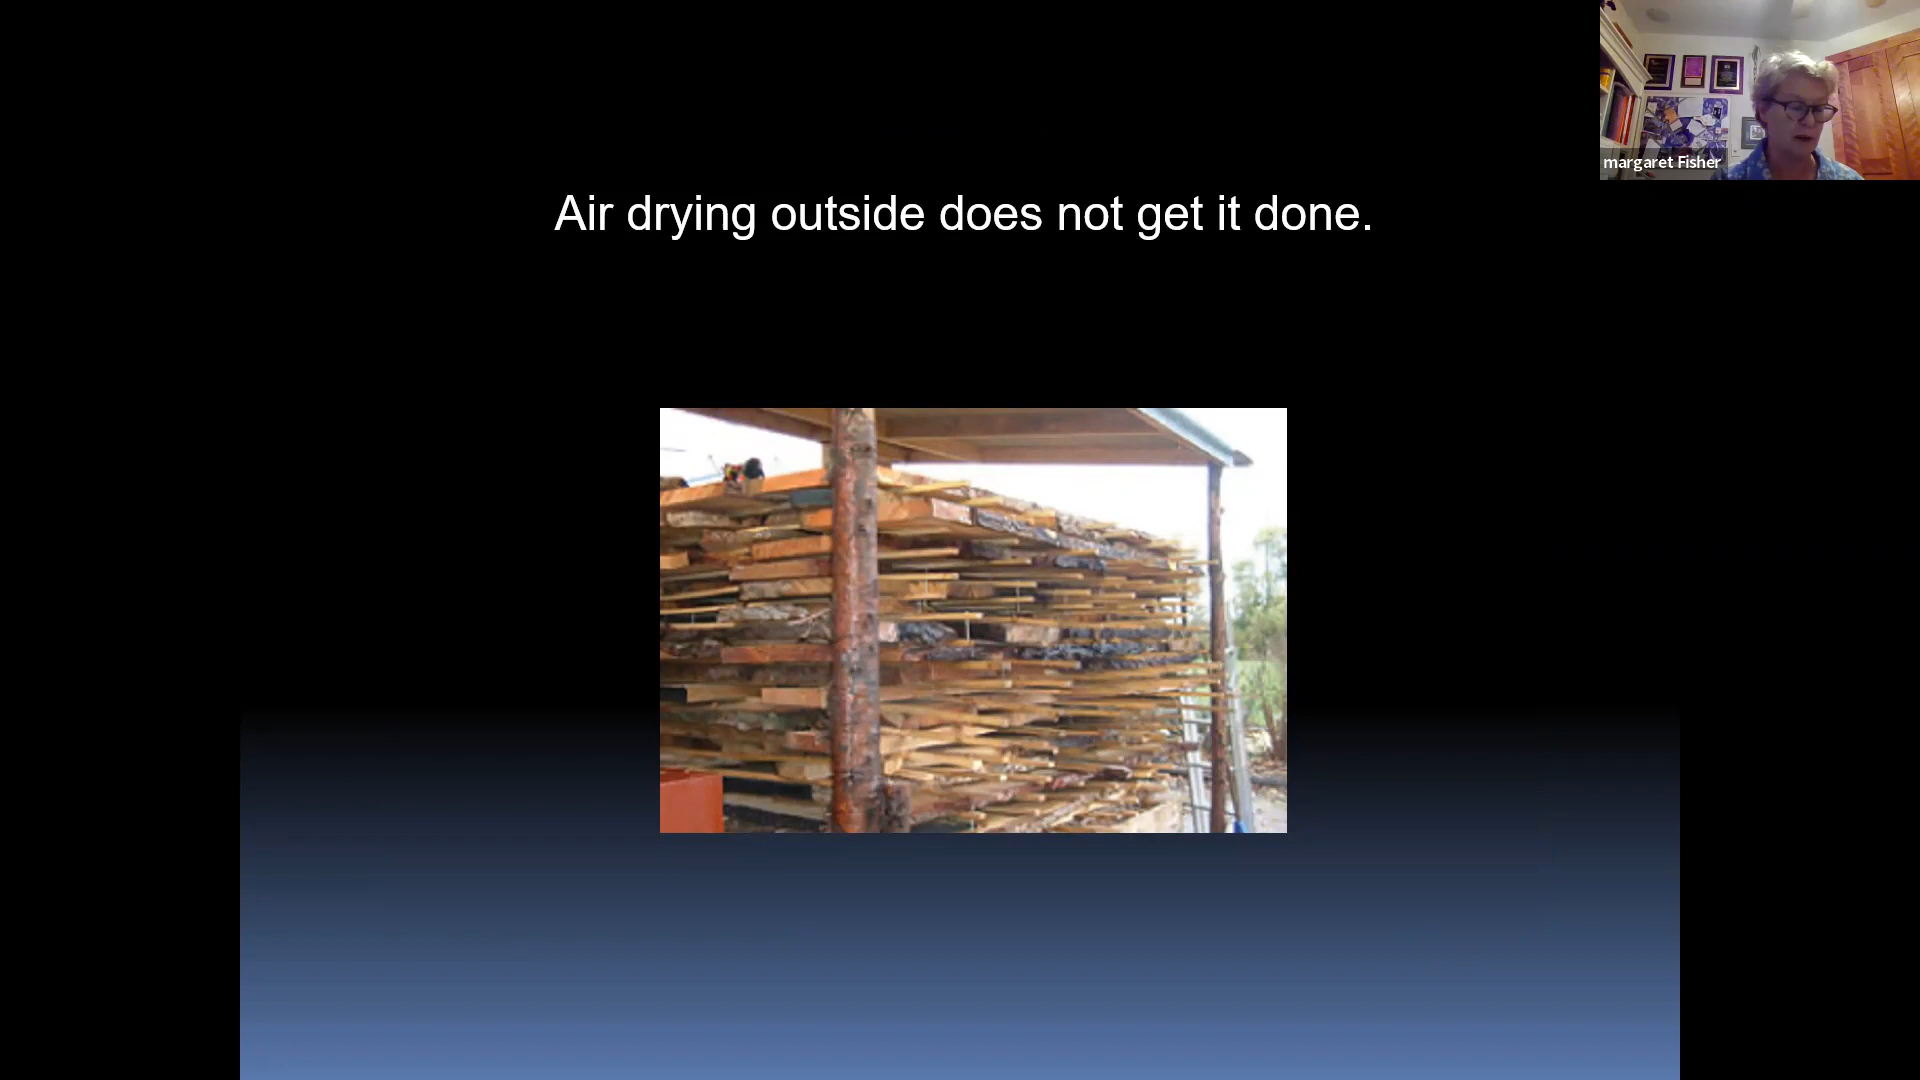 margaret Fisher
Air drying outside does not get it done.